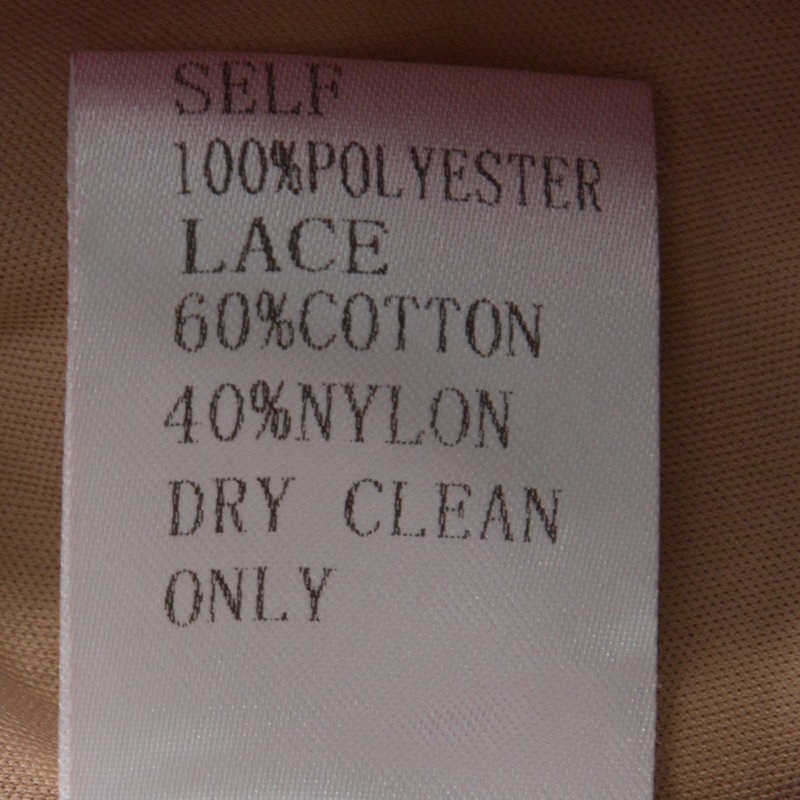 SELF
100%POLYESTER
LACE
60%COTTON
40%NYLON
DRY CLEAN
ONLY